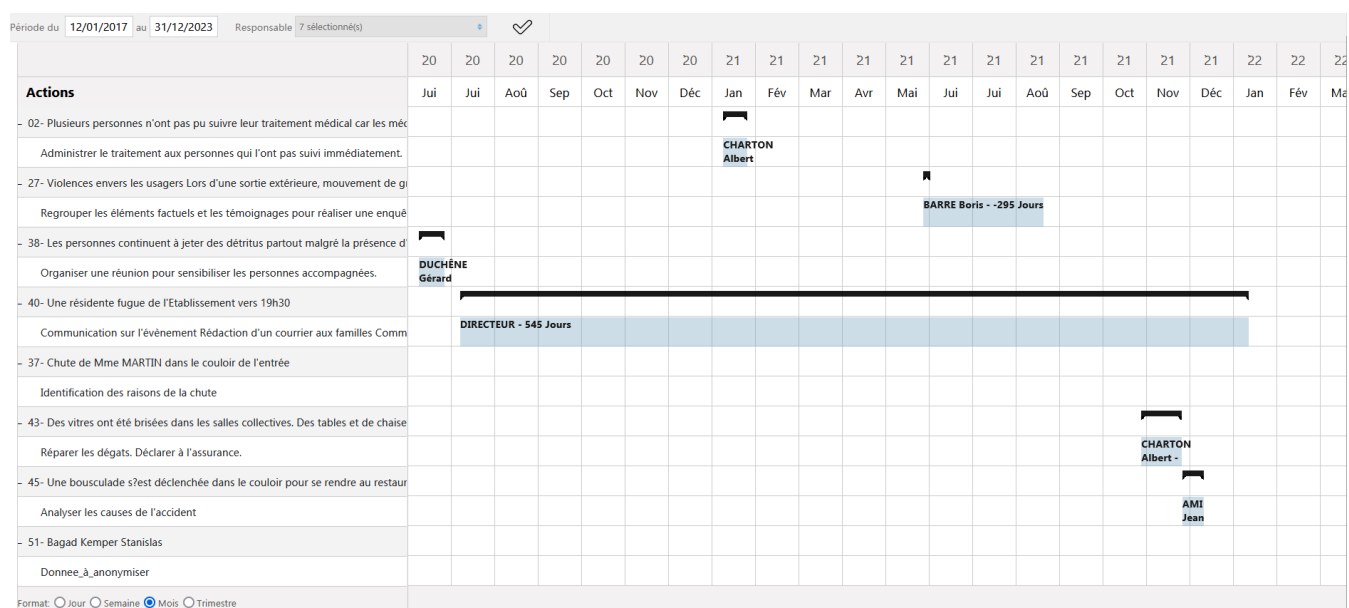 Période du 12/01/2017 au 31/12/2023 Responsable 7 sélectionné(s)
20 20 20 20 20 20 20 21 21 21 21 21 21 21 21 21 21 21 21 22 22 22
Actions Jui Jui Aoû Sep Oct Nov Déc Jan Fév Mar Avr Mai Jui Jui Aoû Sep Oct Nov Déc Jan Fév Ma
- 02- Plusieurs personnes n'ont pas pu suivre leur traitement médical car les méd
Administrer le traitement aux personnes qui l'ont pas suivi immédiatement.
CHARTON
Albert
- 27- Violences envers les usagers Lors d'une sortie extérieure, mouvement de gr
Regrouper les éléments factuels et les témoignages pour réaliser une enquê
BARRE Boris - -295 Jours
- 38- Les personnes continuent à jeter des détritus partout malgré la présence d'
Organiser une réunion pour sensibiliser les personnes accompagnées.
DUCHÊNE
Gérard
- 40- Une résidente fugue de l'Etablissement vers 19h30
Communication sur l'évènement Rédaction d'un courrier aux familles Comm
DIRECTEUR - 545 Jours
- 37- Chute de Mme MARTIN dans le couloir de l'entrée
Identification des raisons de la chute
- 43- Des vitres ont été brisées dans les salles collectives. Des tables et de chaise
Réparer les dégats. Déclarer à l'assurance.
CHARTON
Albert -
- 45- Une bousculade s?est déclenchée dans le couloir pour se rendre au restaur
Analyser les causes de l'accident
AMI
Jean
- 51- Bagad Kemper Stanislas
Donnee_à_anonymiser
Format: Jour Semaine Mois Trimestre